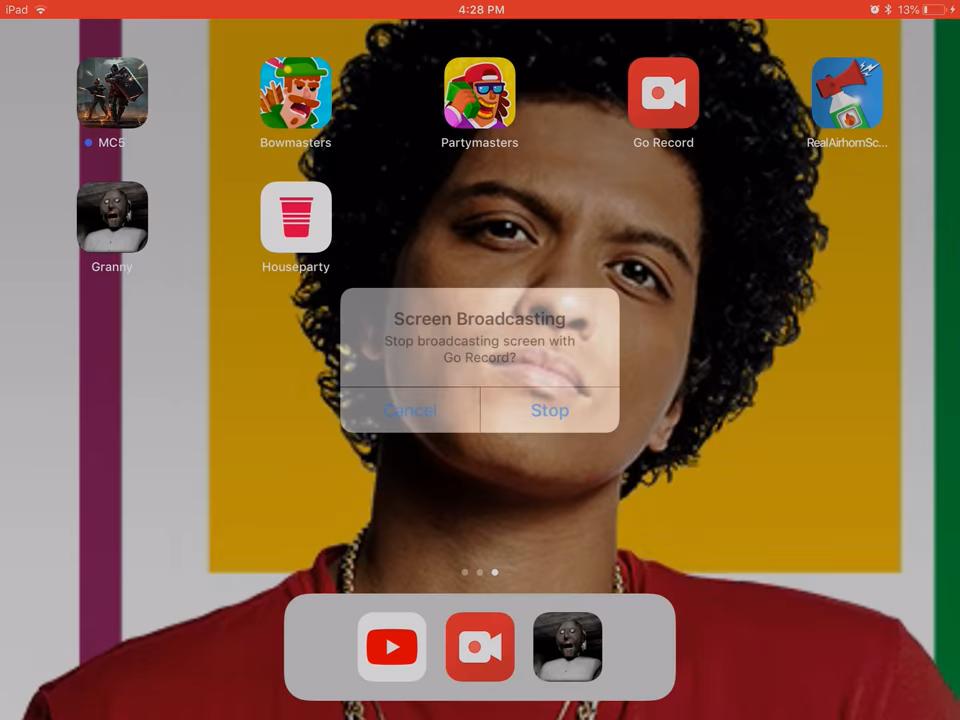 iPad 4:28 PM 13%
MC5 Bowmasters Partymasters Go Record RealAirhornSc...
Granny Houseparty
Screen Broadcasting
Stop broadcasting screen with
Go Record?
Cancel Stop